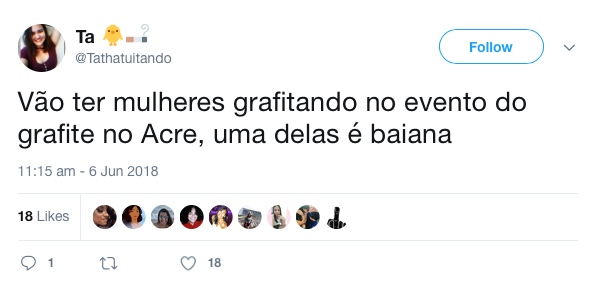 Ta 🐥🚬
@Tathatuitando
Follow
Vão ter mulheres grafitando no evento do
grafite no Acre, uma delas é baiana
11:15 am - 6 Jun 2018
18 Likes
1
18